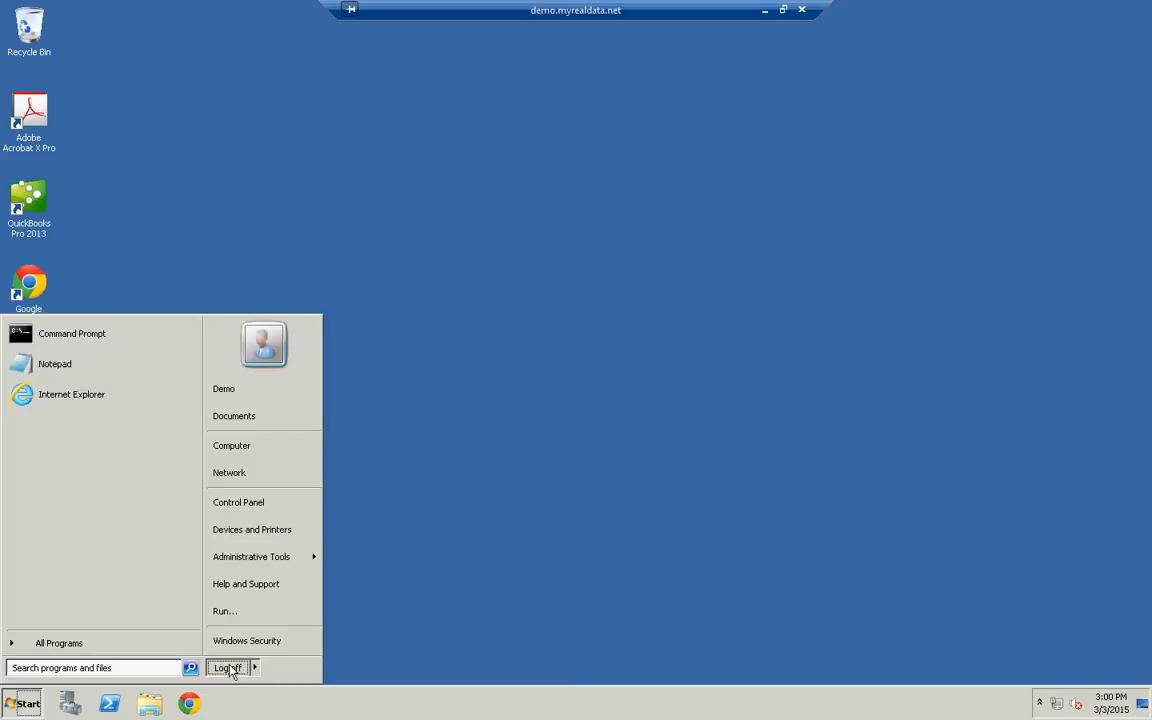 demo.myrealdata.net
Recycle Bin
Adobe
Acrobat X Pro
QuickBooks
Pro 2013
Google
Command Prompt
Notepad
Internet Explorer
All Programs
Search programs and files
Demo
Documents
Computer
Network
Control Panel
Devices and Printers
Administrative Tools
Help and Support
Run...
Windows Security
Log off
Start
3:00 PM
3/3/2015